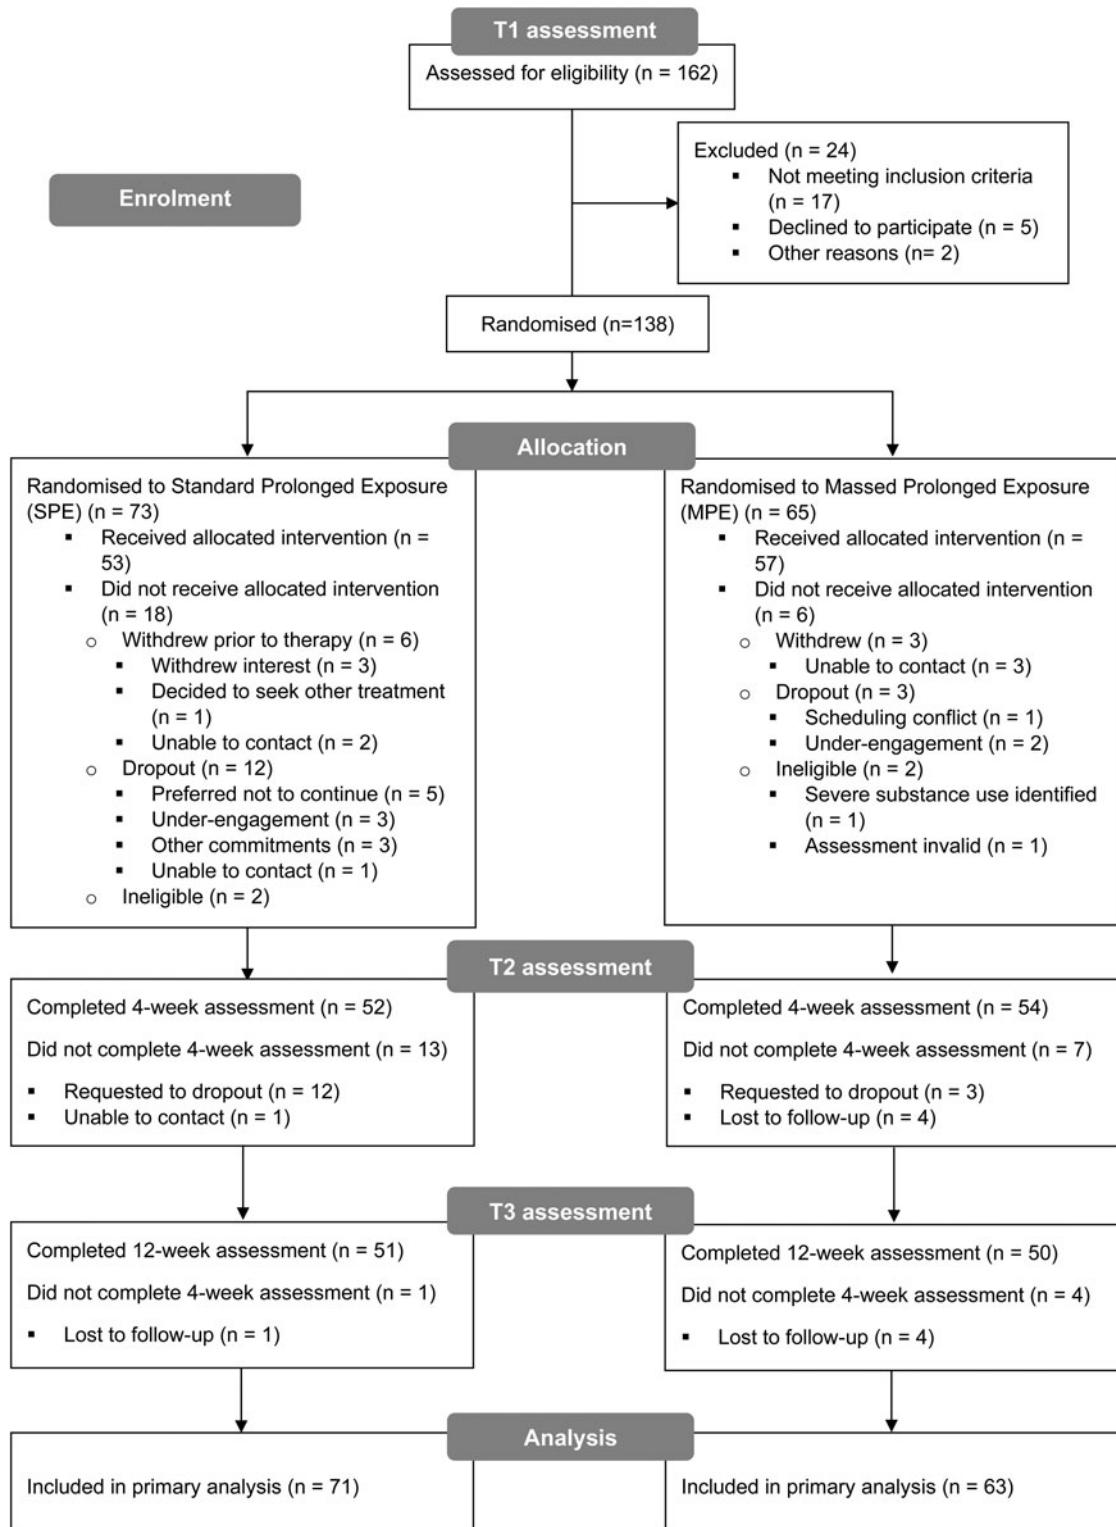 T1 assessment
Assessed for eligibility (n = 162)
Excluded (n = 24)
▪ Not meeting inclusion criteria
(n = 17)
▪ Declined to participate (n = 5)
▪ Other reasons (n= 2)
Enrolment
Randomised (n=138)
Allocation
Randomised to Standard Prolonged Exposure
(SPE) (n = 73)
▪ Received allocated intervention (n =
53)
▪ Did not receive allocated intervention
(n = 18)
o Withdrew prior to therapy (n = 6)
▪ Withdrew interest (n = 3)
▪ Decided to seek other treatment
(n = 1)
▪ Unable to contact (n = 2)
o Dropout (n = 12)
▪ Preferred not to continue (n = 5)
▪ Under-engagement (n = 3)
▪ Other commitments (n = 3)
▪ Unable to contact (n = 1)
o Ineligible (n = 2)
Randomised to Massed Prolonged Exposure
(MPE) (n = 65)
▪ Received allocated intervention (n =
57)
▪ Did not receive allocated intervention
(n = 6)
o Withdrew (n = 3)
▪ Unable to contact (n = 3)
o Dropout (n = 3)
▪ Scheduling conflict (n = 1)
▪ Under-engagement (n = 2)
o Ineligible (n = 2)
▪ Severe substance use identified
(n = 1)
▪ Assessment invalid (n = 1)
T2 assessment
Completed 4-week assessment (n = 52)
Did not complete 4-week assessment (n = 13)
▪ Requested to dropout (n = 12)
▪ Unable to contact (n = 1)
Completed 4-week assessment (n = 54)
Did not complete 4-week assessment (n = 7)
▪ Requested to dropout (n = 3)
▪ Lost to follow-up (n = 4)
T3 assessment
Completed 12-week assessment (n = 51)
Did not complete 4-week assessment (n = 1)
▪ Lost to follow-up (n = 1)
Completed 12-week assessment (n = 50)
Did not complete 4-week assessment (n = 4)
▪ Lost to follow-up (n = 4)
Analysis
Included in primary analysis (n = 71)
Included in primary analysis (n = 63)